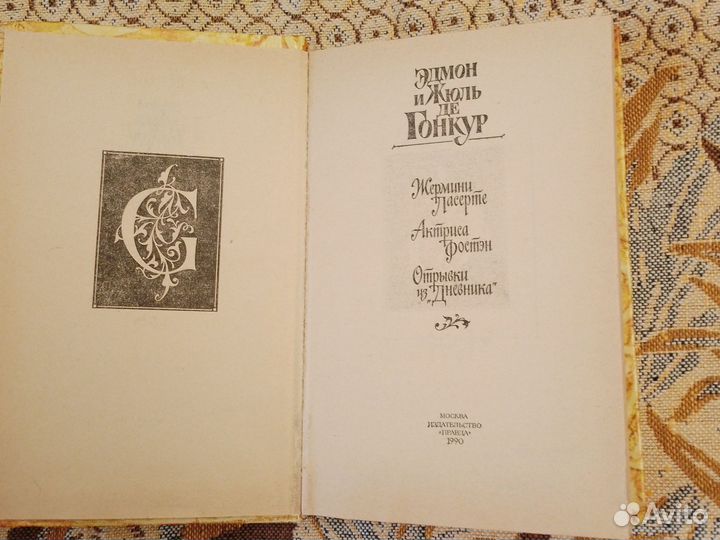 G
Эдмон
и Жюль
де
Гонкур
Жермини
Ласерте
Актриса
Фостэн
Отрывки
из „Дневника"
МОСКВА
ИЗДАТЕЛЬСТВО
«ПРАВДА»
1990
Avito